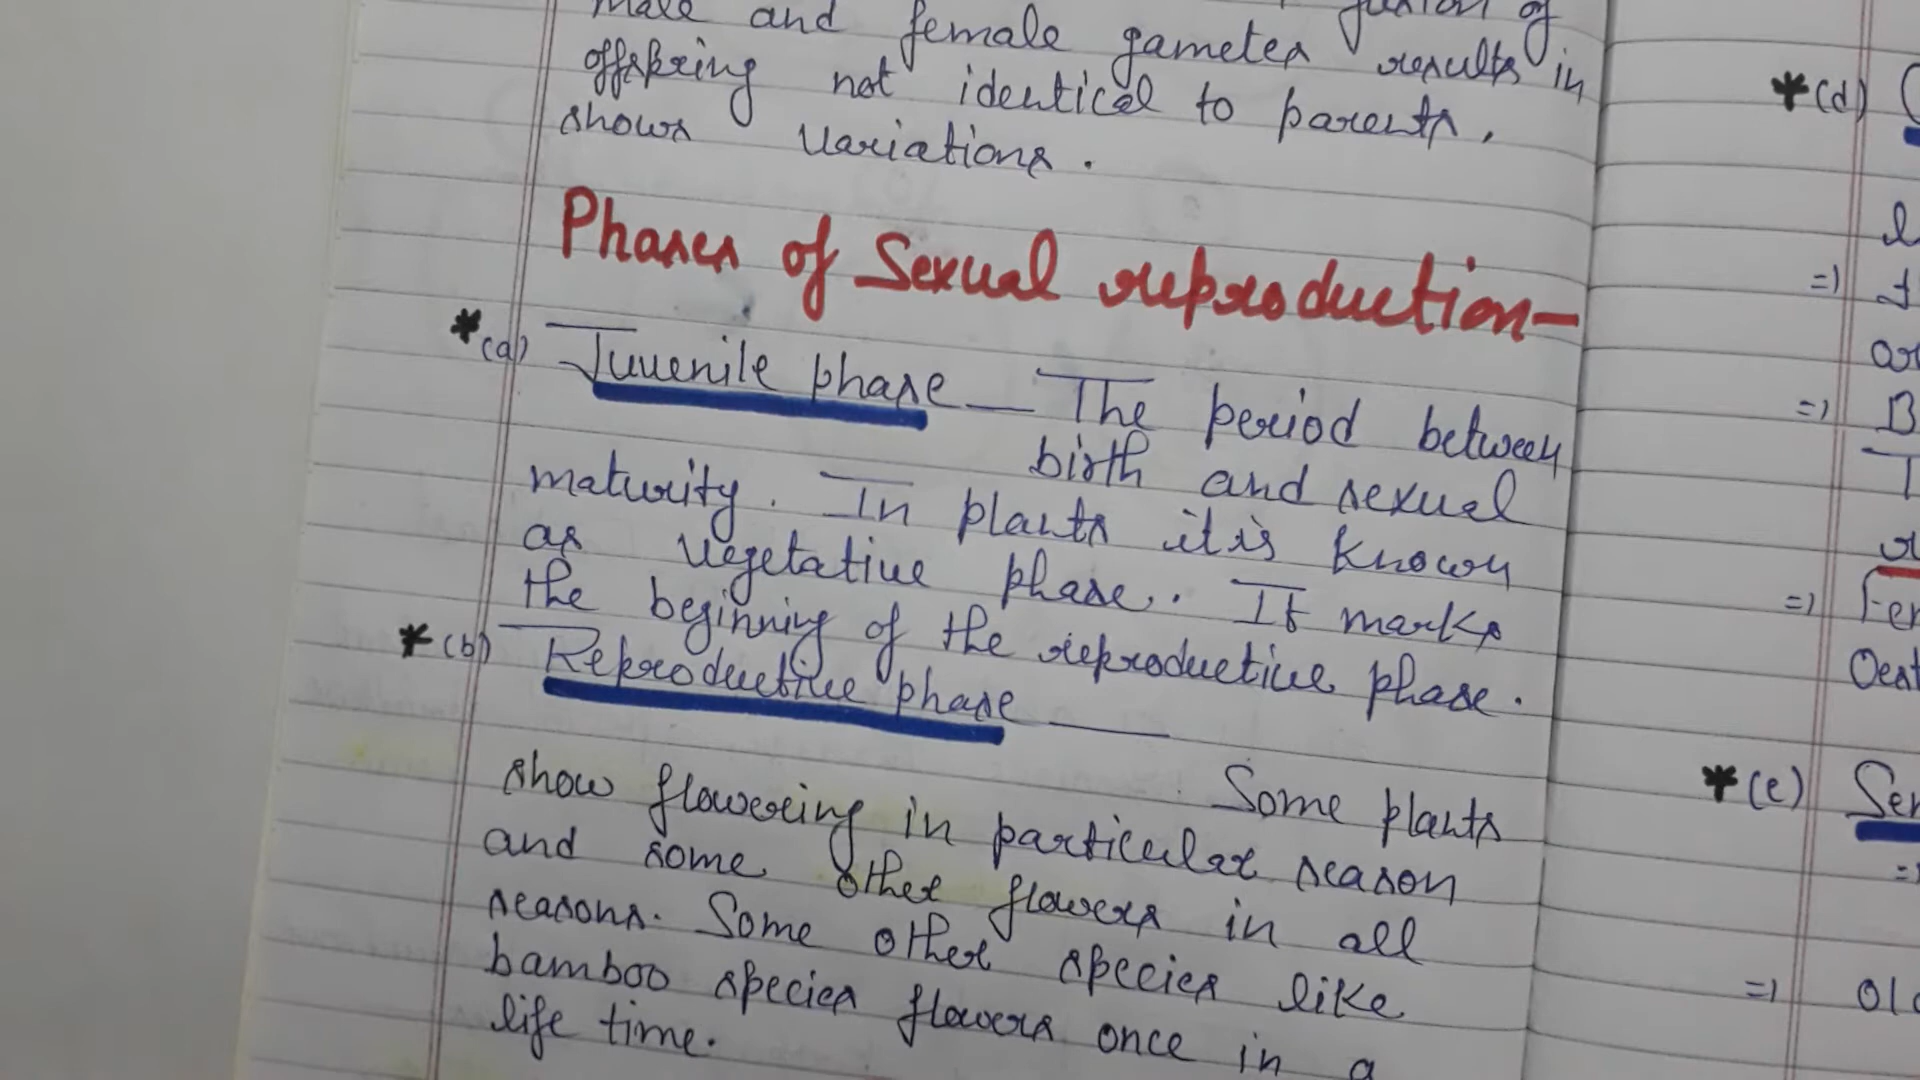 male and female gametes fusion of
results in
offspring not identical to parents,
shows variations.
Phases of Sexual reproduction-
*(a) Juvenile phase — The period between
birth and sexual
maturity. In plants it is known
as vegetative phase. It marks
the beginning of the reproductive phase.
*(b) Reproductive phase —
Some plants
show flowering in particular season
and some other flowers in all
seasons. Some other species like
bamboo species flowers once in a
life time.
*(d)
=)
=)
=)
*(e)
=)